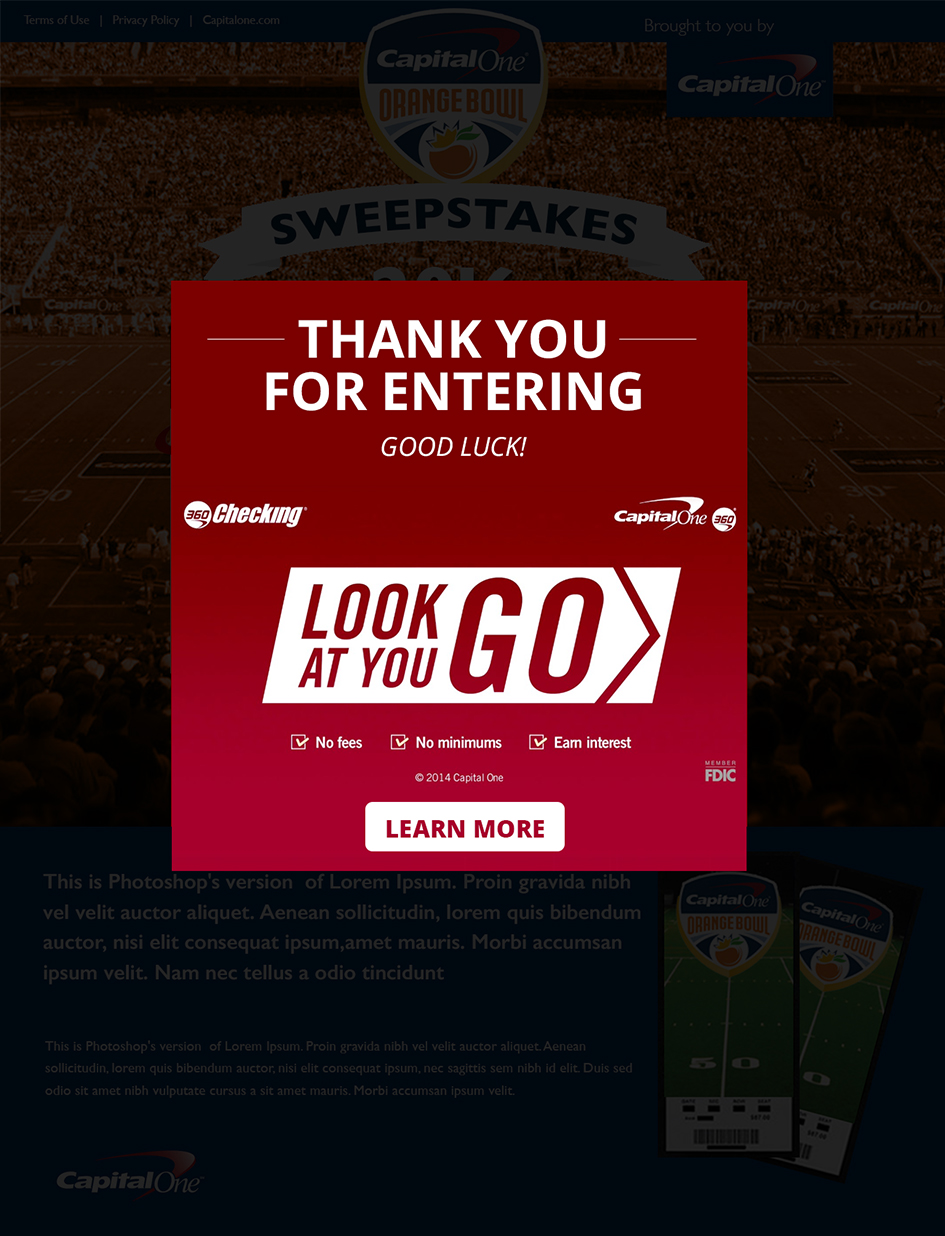 Terms of Use | Privacy Policy | Capitalone.com
Brought to you by
Capital One
ORANGE BOWL
Capital One
SWEEPSTAKES
Capital One
THANK YOU
FOR ENTERING
GOOD LUCK!
360 Checking
Capital One 360
LOOK
AT YOU
GO
No fees
No minimums
Earn interest
© 2014 Capital One
MEMBER
FDIC
LEARN MORE
This is Photoshop's version of Lorem Ipsum. Proin gravida nibh
vel velit auctor aliquet. Aenean sollicitudin, lorem quis bibendum
auctor, nisi elit consequat ipsum,amet mauris. Morbi accumsan
ipsum velit. Nam nec tellus a odio tincidunt
Capital One
ORANGE BOWL
Capital One
ORANGE BOWL
5 0
This is Photoshop's version of Lorem Ipsum. Proin gravida nibh vel velit auctor aliquet. Aenean
sollicitudin, lorem quis bibendum auctor, nisi elit consequat ipsum, nec sagittis sem nibh id elit. Duis sed
odio sit amet nibh vulputate cursus a sit amet mauris. Morbi accumsan ipsum velit.
Capital One